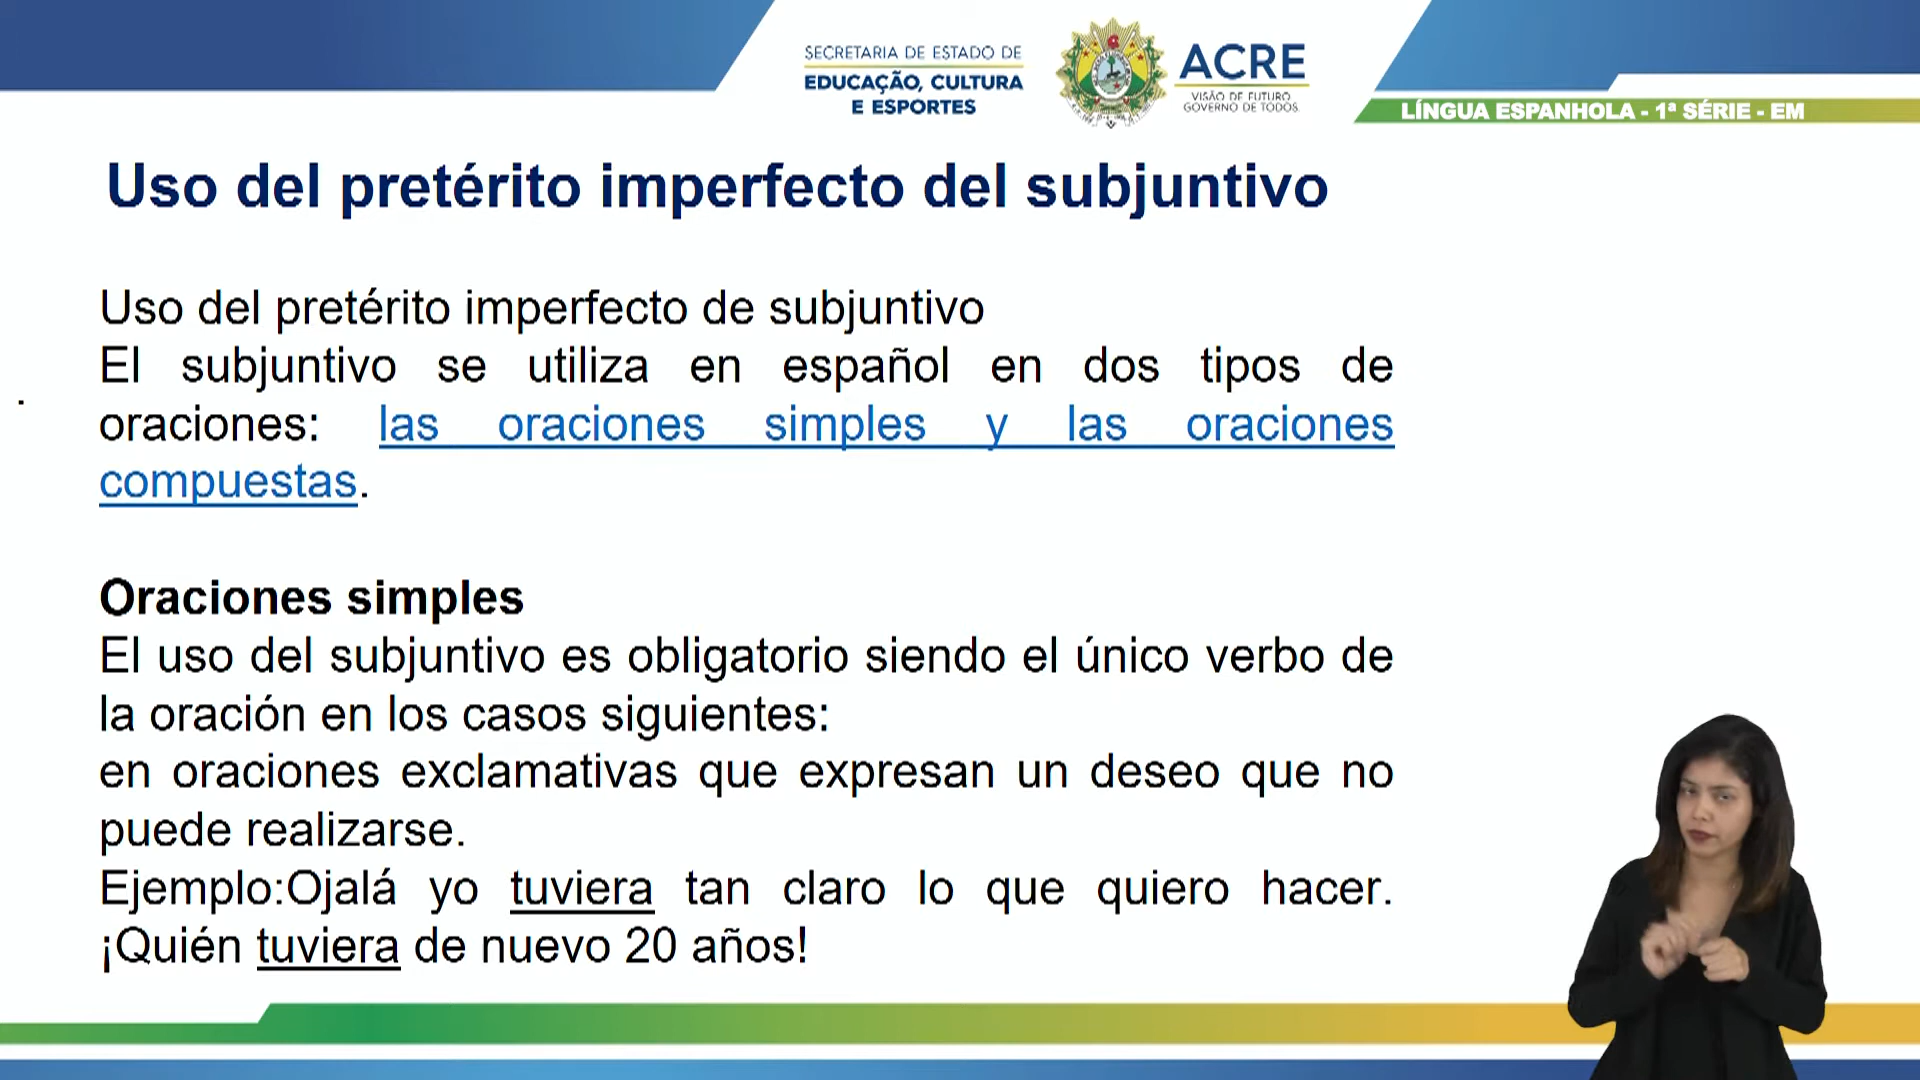 SECRETARIA DE ESTADO DE
EDUCAÇÃO, CULTURA
E ESPORTES
ACRE
VISÃO DE FUTURO
GOVERNO DE TODOS
LÍNGUA ESPANHOLA - 1ª SÉRIE - EM
Uso del pretérito imperfecto del subjuntivo
Uso del pretérito imperfecto de subjuntivo
El subjuntivo se utiliza en español en dos tipos de
.
oraciones: las oraciones simples y las oraciones
compuestas.
Oraciones simples
El uso del subjuntivo es obligatorio siendo el único verbo de
la oración en los casos siguientes:
en oraciones exclamativas que expresan un deseo que no
puede realizarse.
Ejemplo:Ojalá yo tuviera tan claro lo que quiero hacer.
¡Quién tuviera de nuevo 20 años!